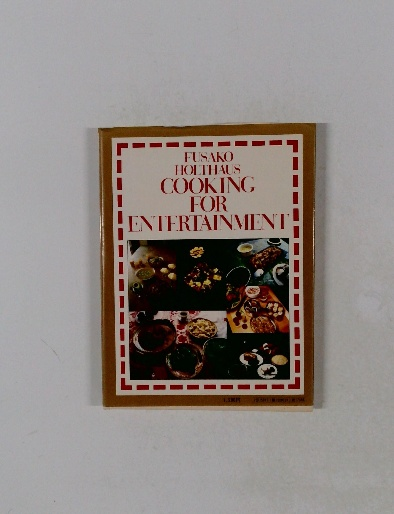 FUSAKO
HOLTHAUS
COOKING
FOR
ENTERTAINMENT